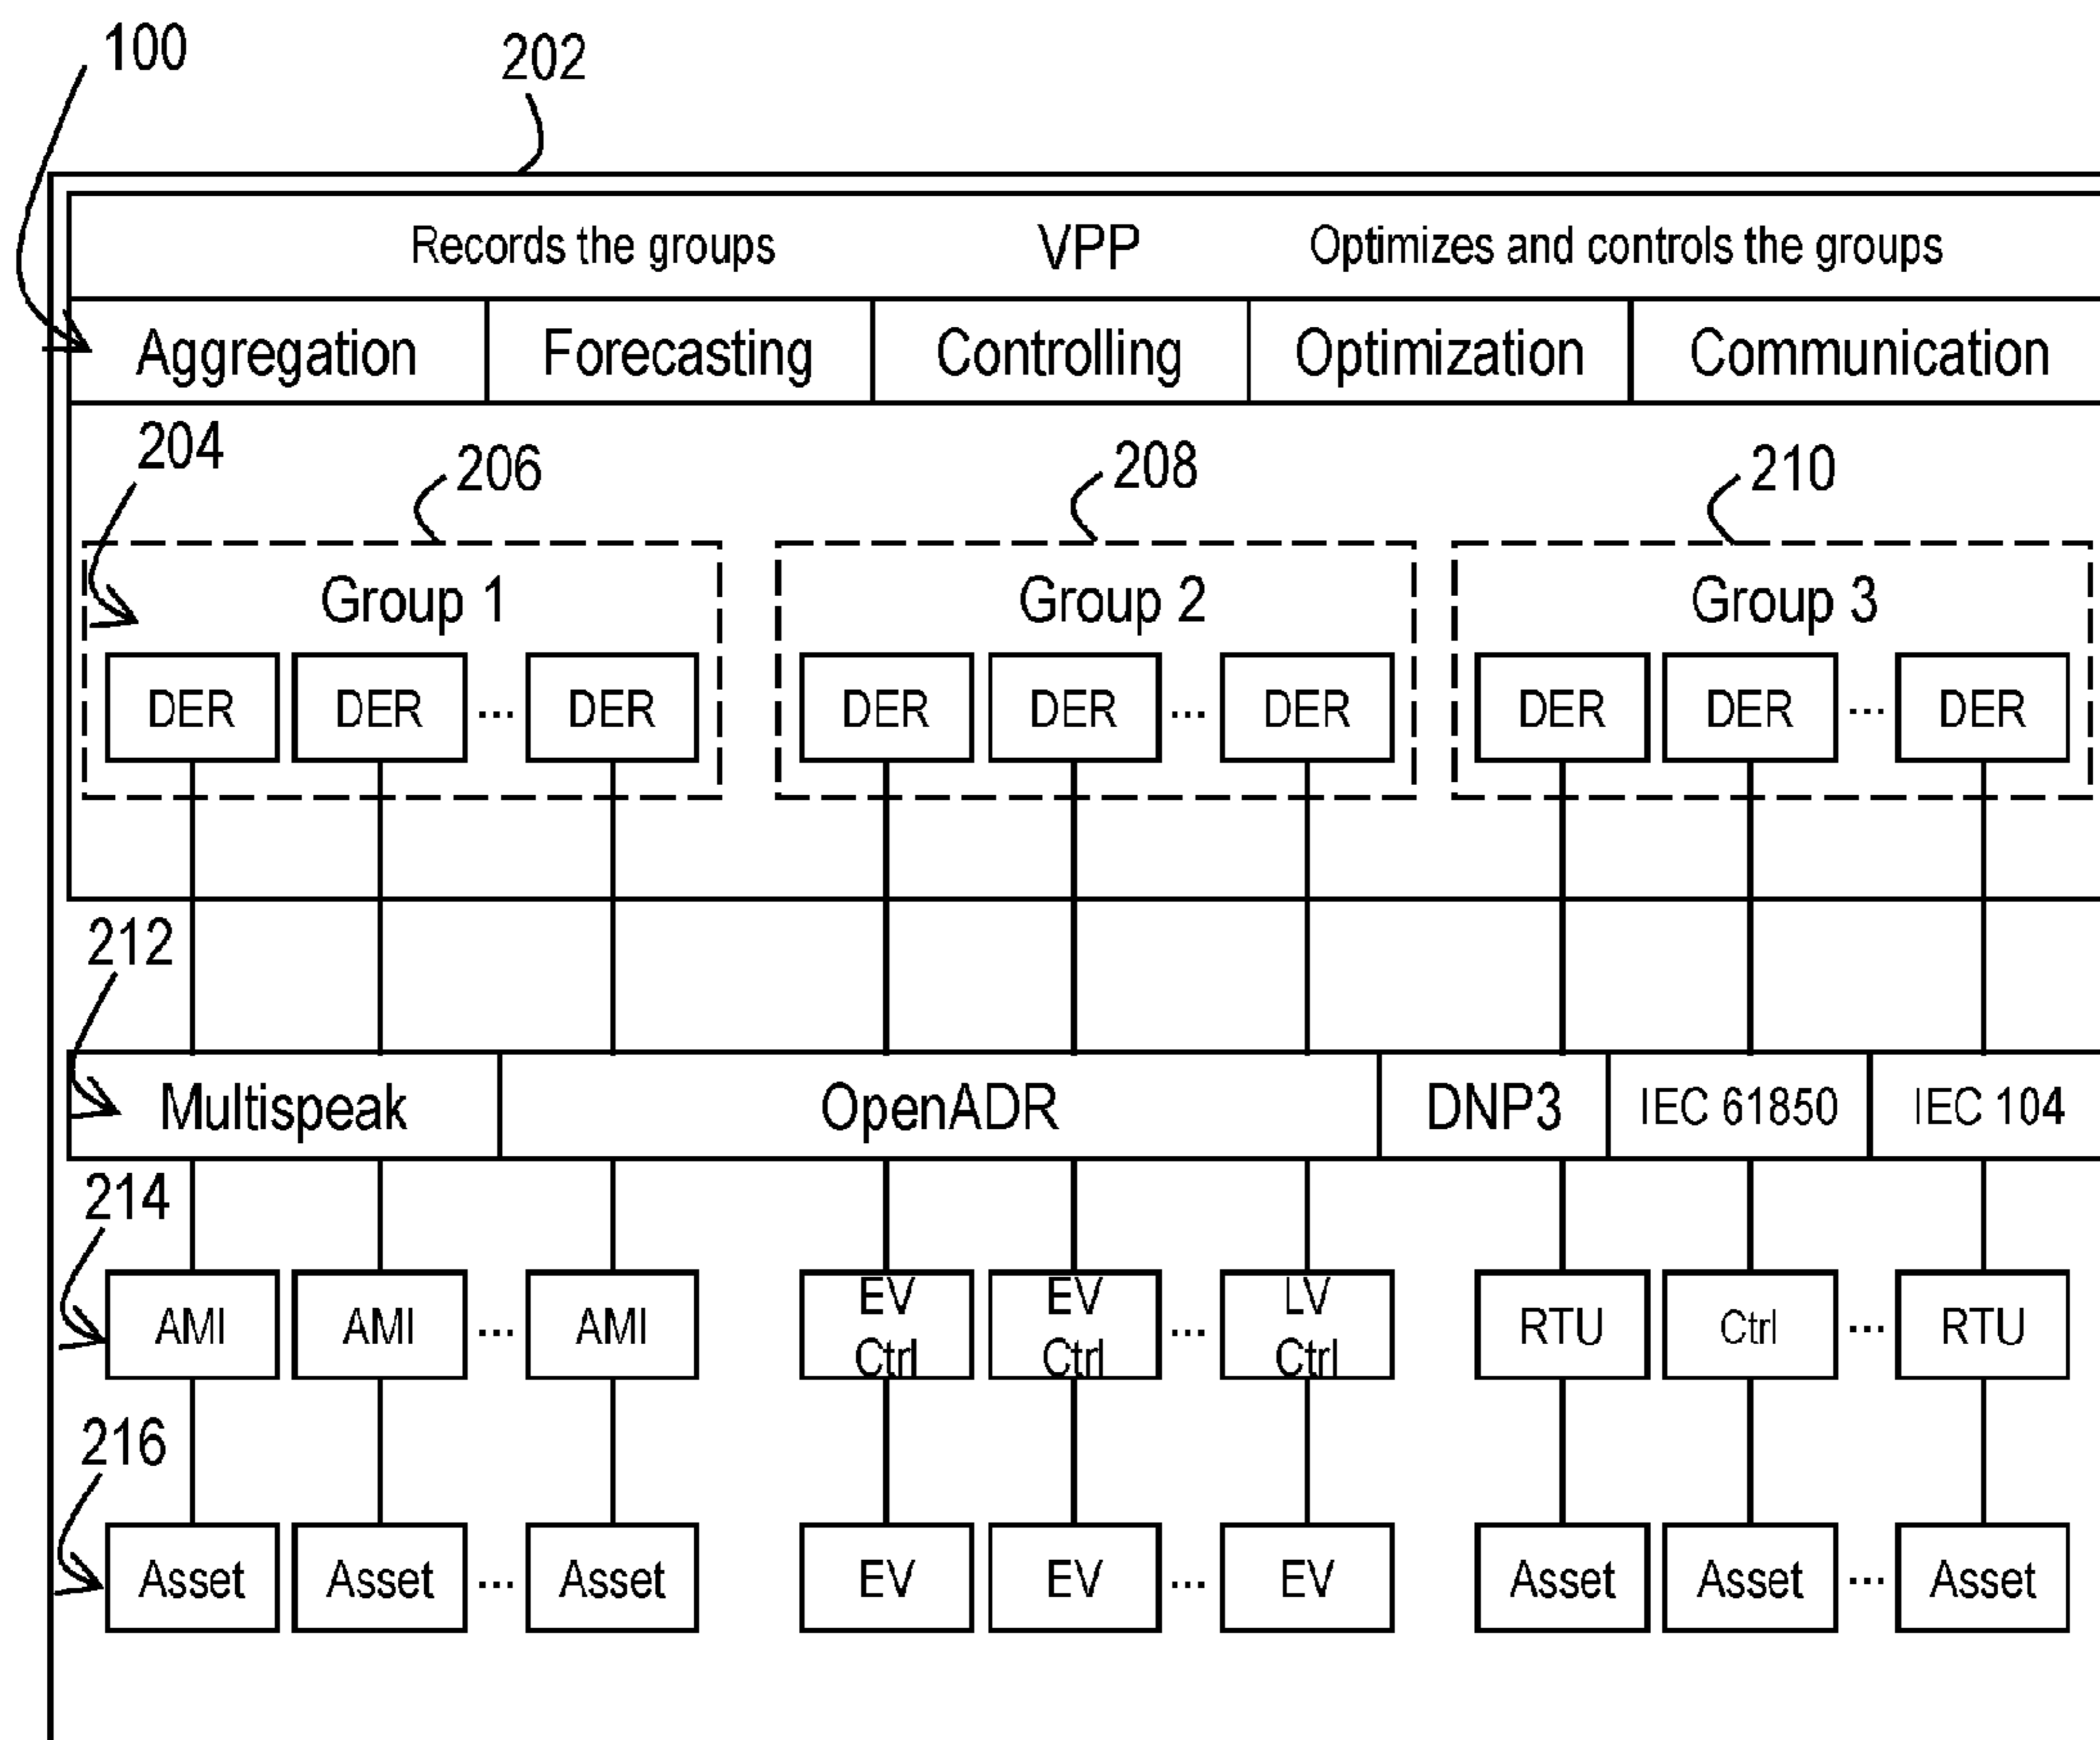 100
202
Records the groups VPP Optimizes and controls the groups
Aggregation Forecasting Controlling Optimization Communication
204
206 208 210
Group 1 Group 2 Group 3
DER DER ... DER DER DER ... DER DER DER ... DER
212
Multispeak OpenADR DNP3 IEC 61850 IEC 104
214
AMI AMI ... AMI EV Ctrl EV Ctrl ... LV Ctrl RTU Ctrl ... RTU
216
Asset Asset ... Asset EV EV ... EV Asset Asset ... Asset